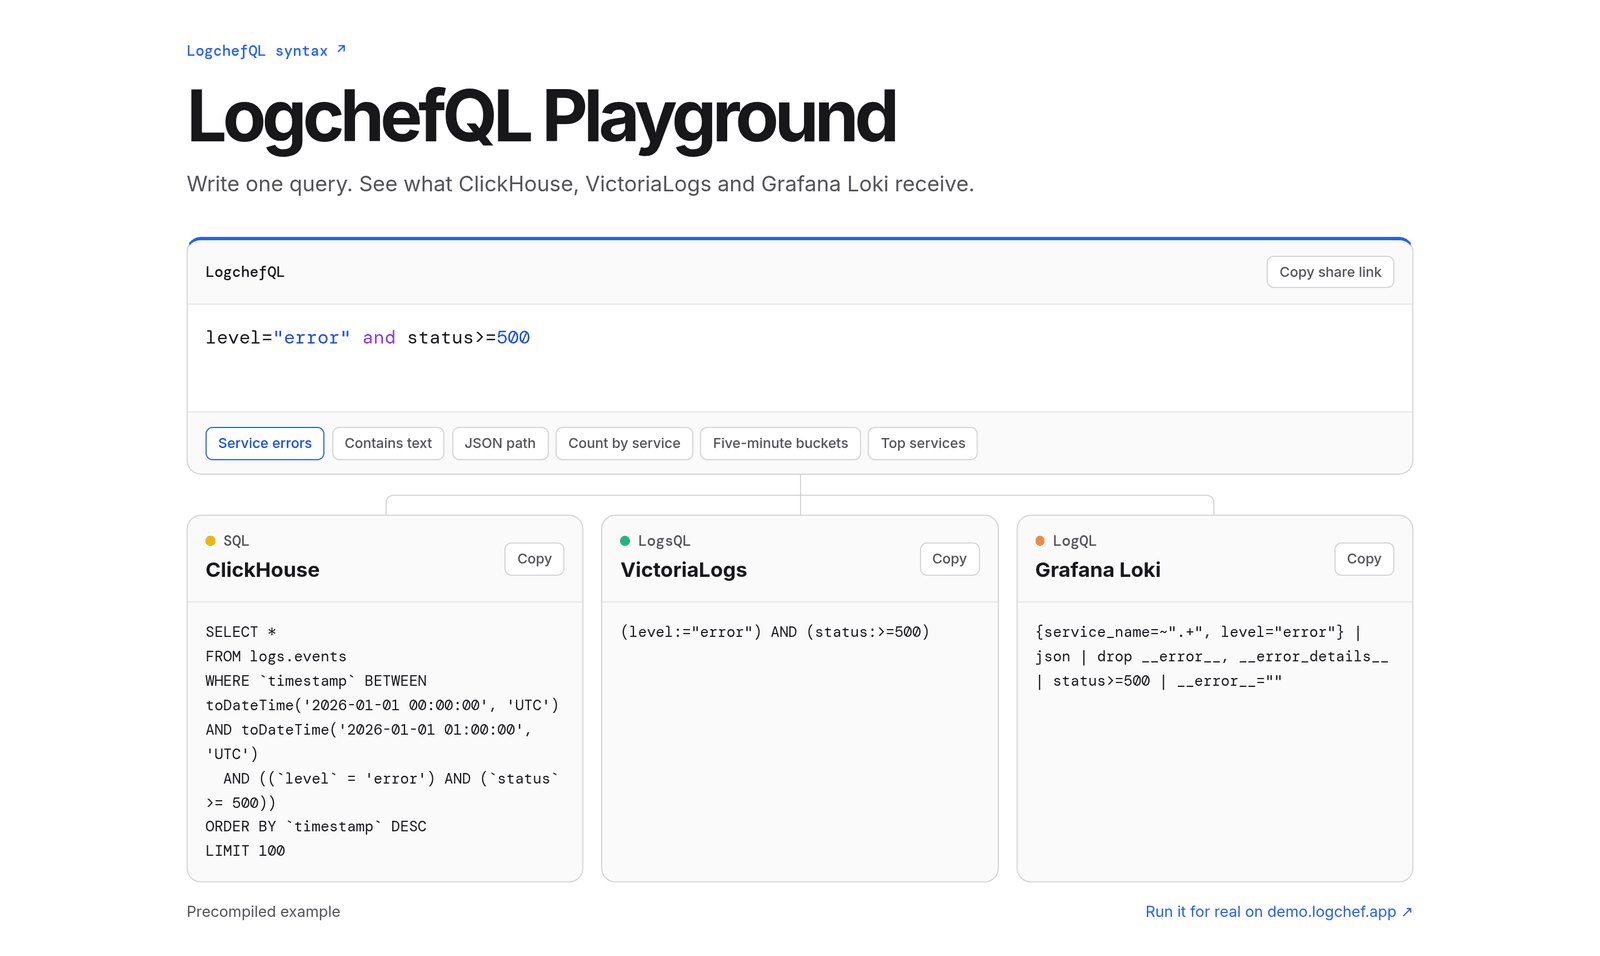 LogchefQL syntax ↗
LogchefQL Playground
Write one query. See what ClickHouse, VictoriaLogs and Grafana Loki receive.
LogchefQL
Copy share link
level="error" and status>=500
Service errors
Contains text
JSON path
Count by service
Five-minute buckets
Top services
SQL
ClickHouse
Copy
SELECT *
FROM logs.events
WHERE `timestamp` BETWEEN
toDateTime('2026-01-01 00:00:00', 'UTC')
AND toDateTime('2026-01-01 01:00:00',
'UTC')
  AND ((`level` = 'error') AND (`status`
>= 500))
ORDER BY `timestamp` DESC
LIMIT 100
LogsQL
VictoriaLogs
Copy
(level:="error") AND (status:>=500)
LogQL
Grafana Loki
Copy
{service_name=~".+", level="error"} |
json | drop __error__, __error_details__
| status>=500 | __error__=""
Precompiled example
Run it for real on demo.logchef.app ↗